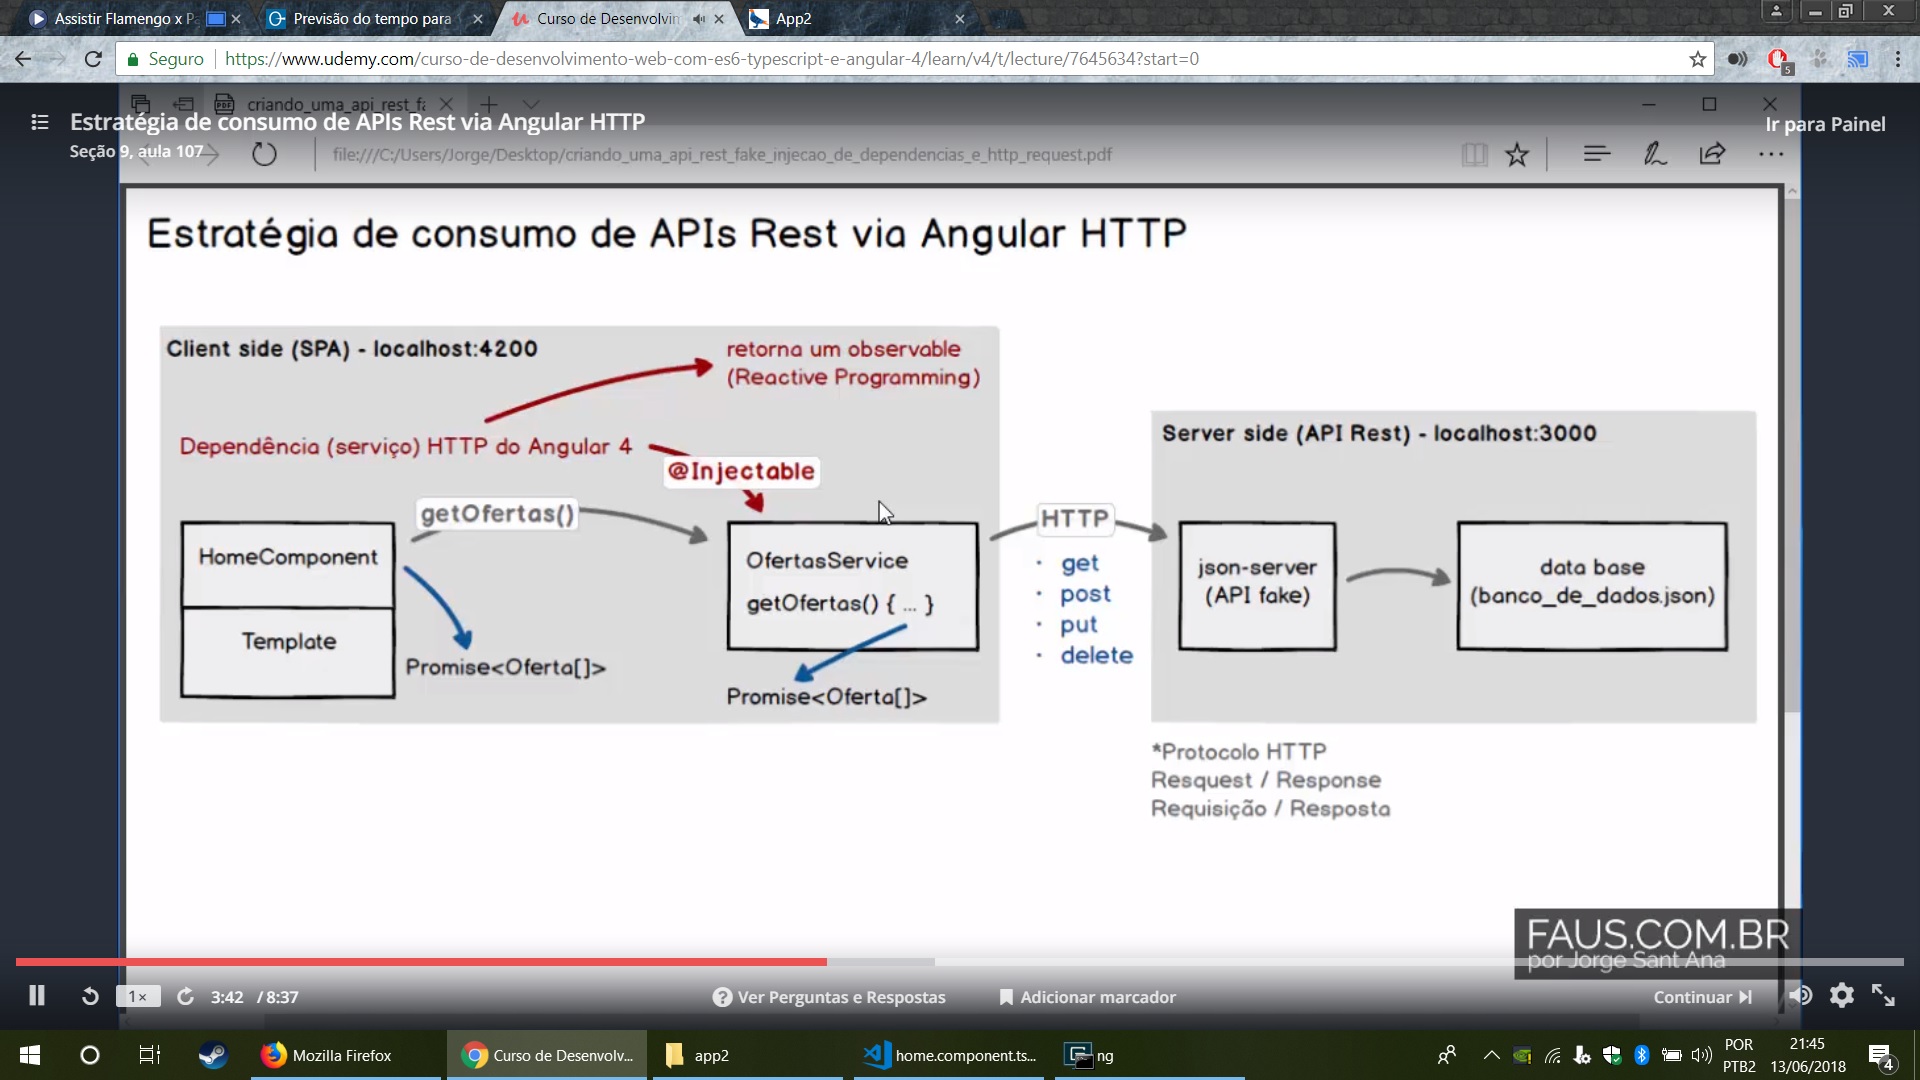 Assistir Flamengo x Pa
Previsão do tempo para
Curso de Desenvolvim
App2
Seguro
https://www.udemy.com/curso-de-desenvolvimento-web-com-es6-typescript-e-angular-4/learn/v4/t/lecture/7645634?start=0
5
PDF
criando_uma_api_rest_fa
Estratégia de consumo de APIs Rest via Angular HTTP
Ir para Painel
Seção 9, aula 107
file:///C:/Users/Jorge/Desktop/criando_uma_api_rest_fake_injecao_de_dependencias_e_http_request.pdf
Estratégia de consumo de APIs Rest via Angular HTTP
Client side (SPA) - localhost:4200
retorna um observable
(Reactive Programming)
Dependência (serviço) HTTP do Angular 4
@Injectable
getOfertas()
HomeComponent
Template
Promise<Oferta[]>
OfertasService
getOfertas() { ... }
Promise<Oferta[]>
HTTP
· get
· post
· put
· delete
Server side (API Rest) - localhost:3000
json-server
(API fake)
data base
(banco_de_dados.json)
*Protocolo HTTP
Resquest / Response
Requisição / Resposta
FAUS.COM.BR
por Jorge Sant Ana
1×
3:42 / 8:37
Ver Perguntas e Respostas
Adicionar marcador
Continuar
Mozilla Firefox
Curso de Desenvolv...
app2
home.component.ts...
ng
POR
PTB2
21:45
13/06/2018
4